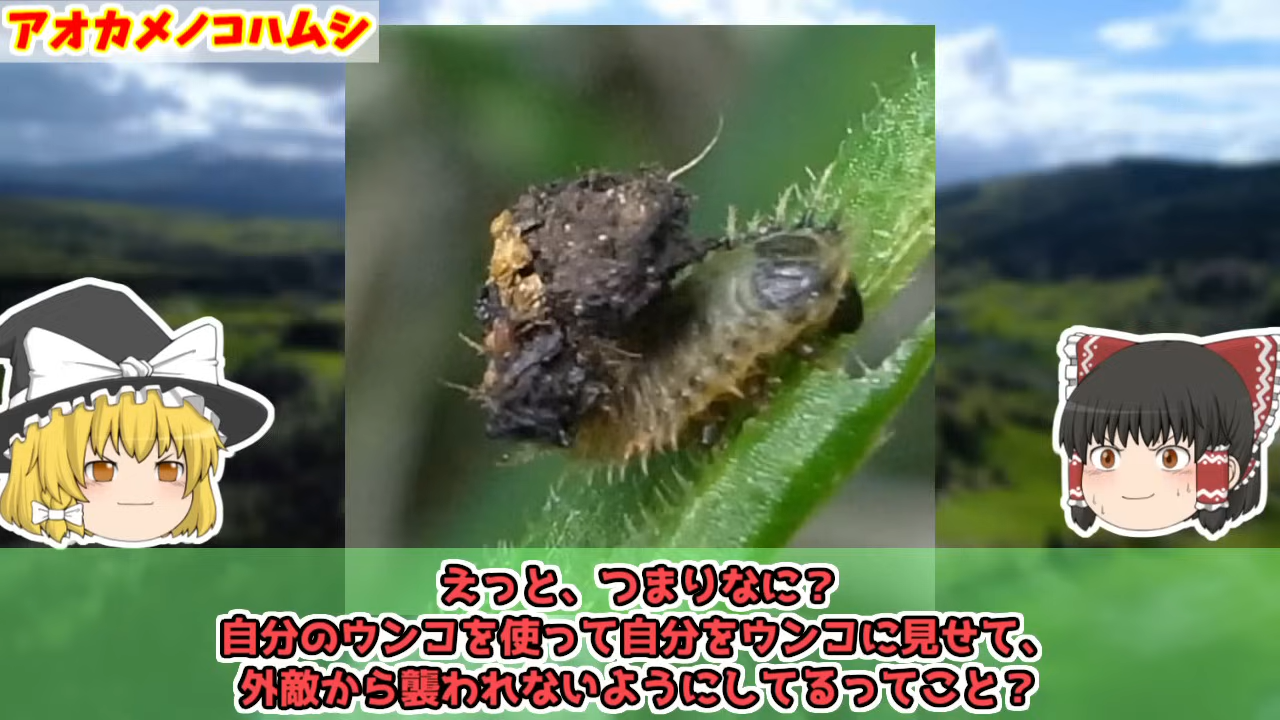 アオカメノコハムシ
えっと、つまりなに？
自分のウンコを使って自分をウンコに見せて、
外敵から襲われないようにしてるってこと？